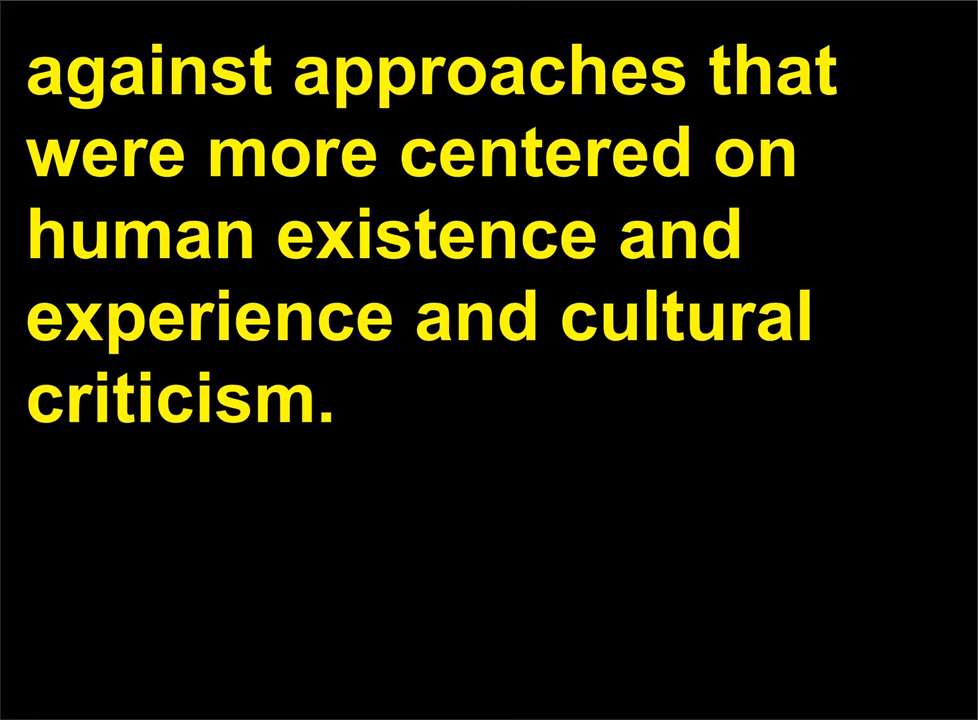 against approaches that
were more centered on
human existence and
experience and cultural
criticism.